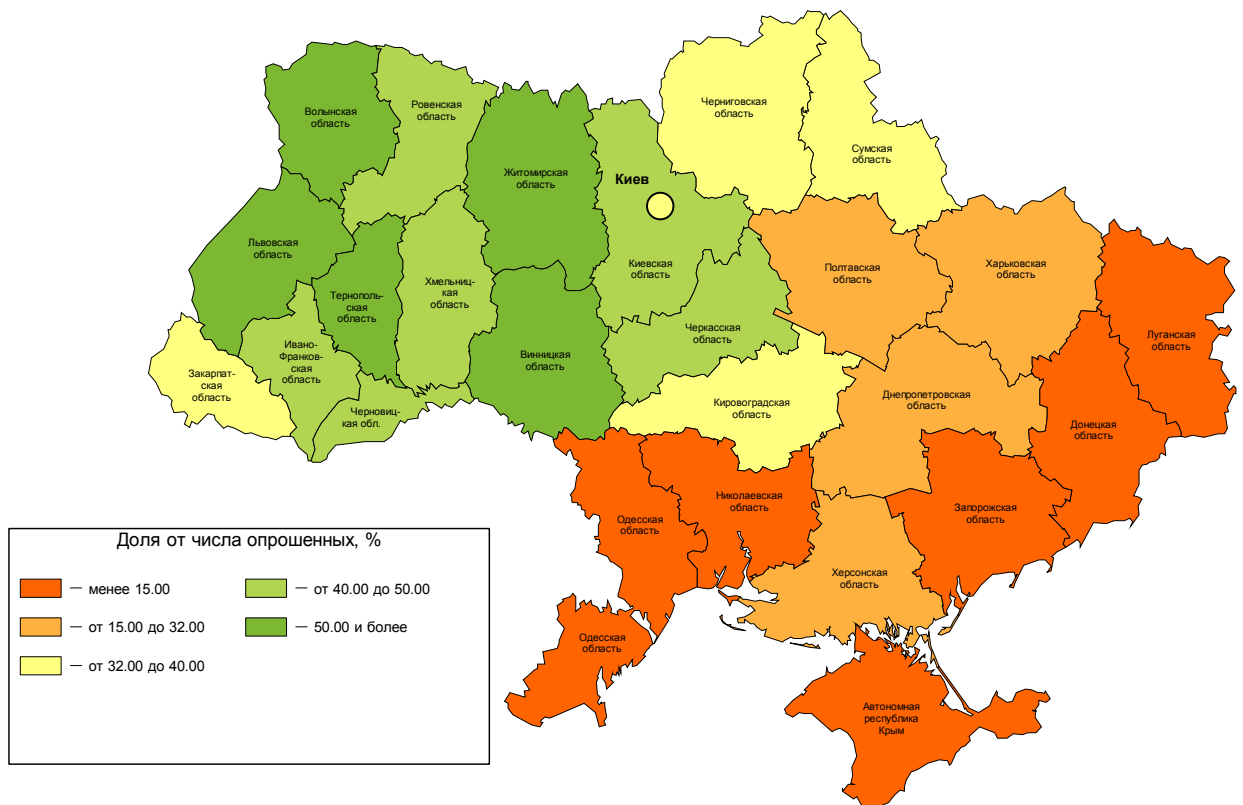 Волынская
область
Ровенская
область
Житомирская
область
Киев
Черниговская
область
Сумская
область
Львовская
область
Тернополь-
ская
область
Хмельниц-
кая
область
Киевская
область
Полтавская
область
Харьковская
область
Луганская
область
Закарпат-
ская
область
Ивано-
Франков-
ская
область
Черновиц-
кая обл.
Винницкая
область
Черкасская
область
Кировоградская
область
Днепропетровская
область
Донецкая
область
Одесская
область
Николаевская
область
Запорожская
область
Херсонская
область
Одесская
область
Автономная
республика
Крым
Доля от числа опрошенных, %
— менее 15.00
— от 15.00 до 32.00
— от 32.00 до 40.00
— от 40.00 до 50.00
— 50.00 и более